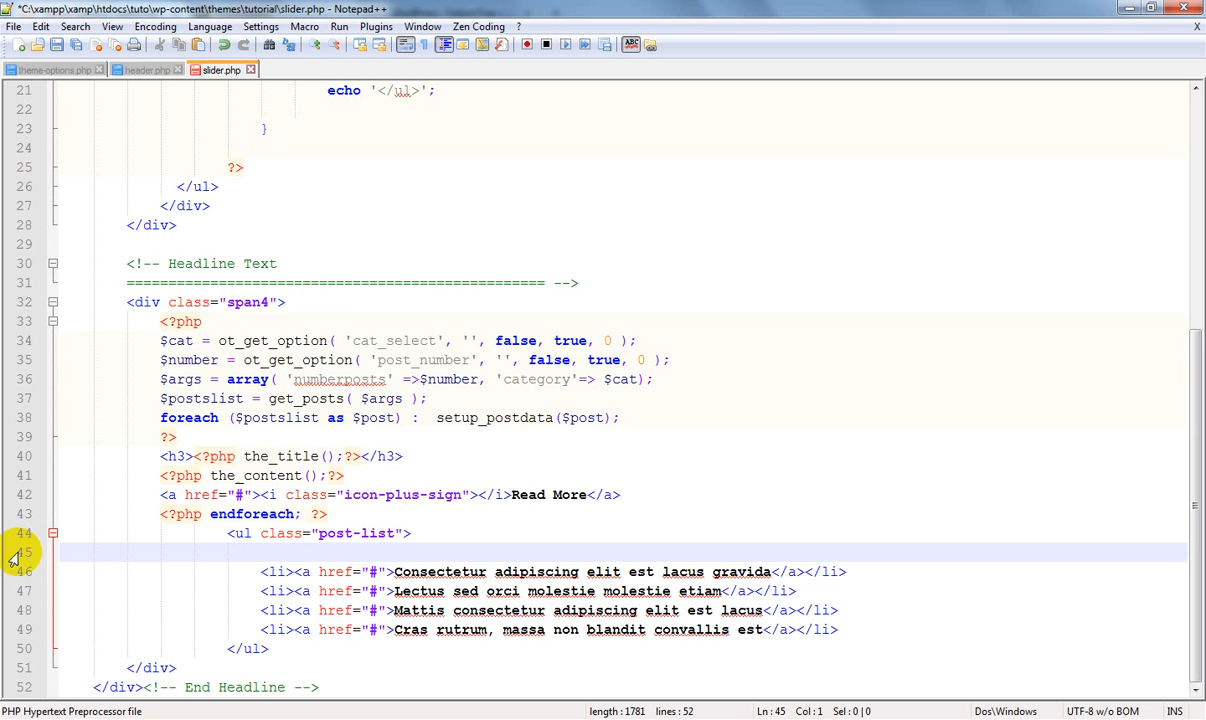 *C:\xampp\xampp\htdocs\tuto\wp-content\themes\tutorial\slider.php - Notepad++
File Edit Search View Encoding Language Settings Macro Run Plugins Window Zen Coding ? X
theme-options.php header.php slider.php
21 echo '</ul>';
22
23 }
24
25 ?>
26 </ul>
27 </div>
28 </div>
29
30 <!-- Headline Text
31 ================================================== -->
32 <div class="span4">
33 <?php
34 $cat = ot_get_option( 'cat_select', '', false, true, 0 );
35 $number = ot_get_option( 'post_number', '', false, true, 0 );
36 $args = array( 'numberposts' =>$number, 'category'=> $cat);
37 $postslist = get_posts( $args );
38 foreach ($postslist as $post) :  setup_postdata($post);
39 ?>
40 <h3><?php the_title();?></h3>
41 <?php the_content();?>
42 <a href="#"><i class="icon-plus-sign"></i>Read More</a>
43 <?php endforeach; ?>
44 <ul class="post-list">
45
46 <li><a href="#">Consectetur adipiscing elit est lacus gravida</a></li>
47 <li><a href="#">Lectus sed orci molestie molestie etiam</a></li>
48 <li><a href="#">Mattis consectetur adipiscing elit est lacus</a></li>
49 <li><a href="#">Cras rutrum, massa non blandit convallis est</a></li>
50 </ul>
51 </div>
52 </div><!-- End Headline -->
PHP Hypertext Preprocessor file length : 1781 lines : 52 Ln : 45 Col : 1 Sel : 0 | 0 Dos\Windows UTF-8 w/o BOM INS